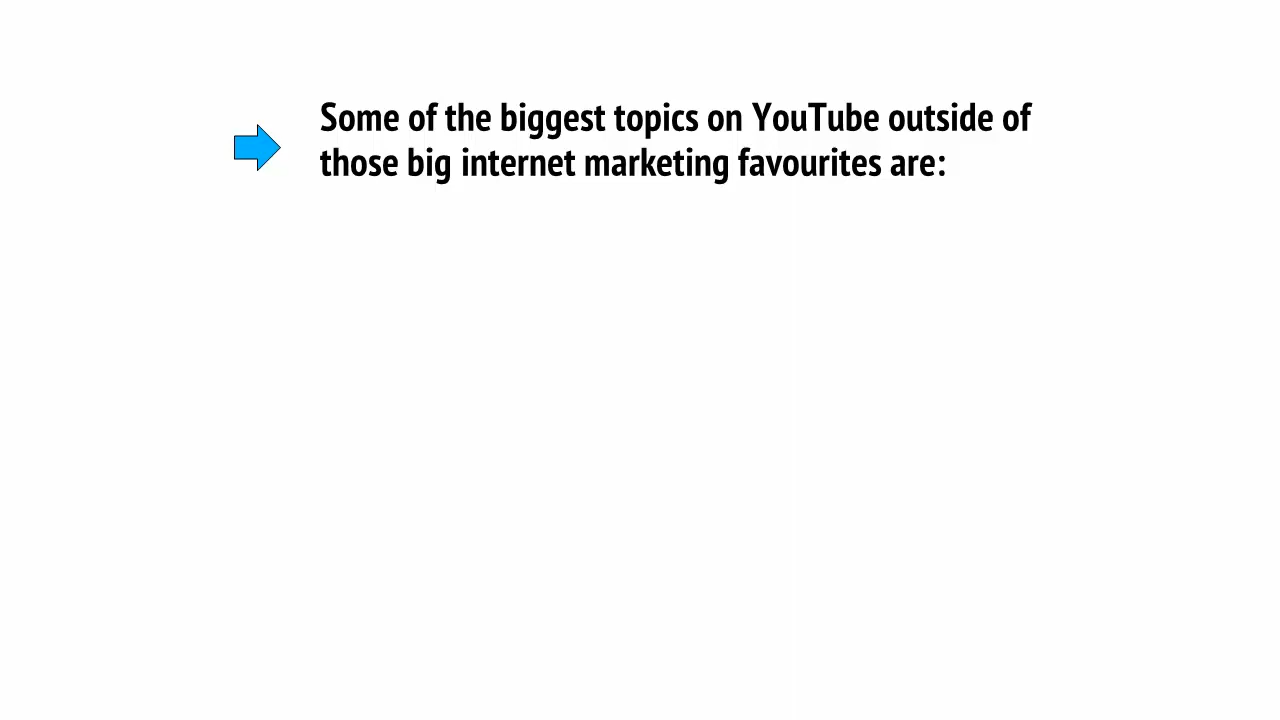 Some of the biggest topics on YouTube outside of
those big internet marketing favourites are: